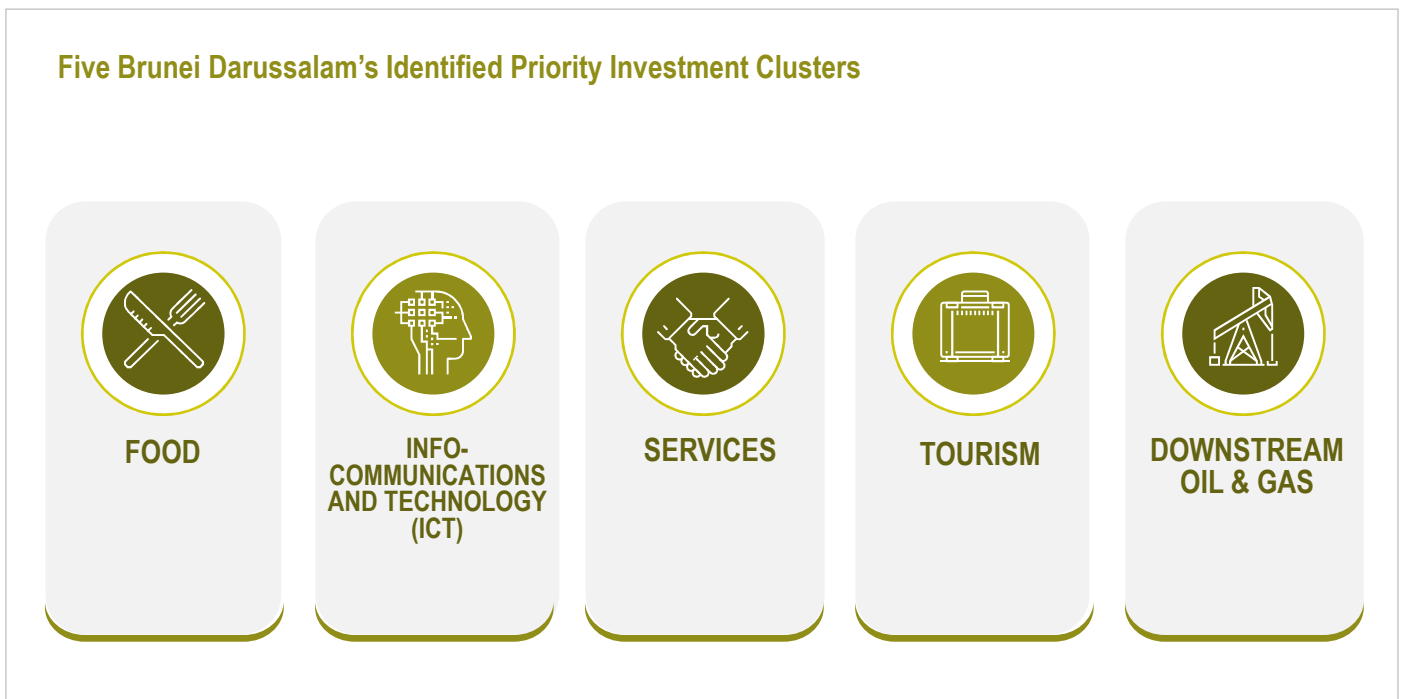 Five Brunei Darussalam’s Identified Priority Investment Clusters
FOOD
INFO-
COMMUNICATIONS
AND TECHNOLOGY
(ICT)
SERVICES
TOURISM
DOWNSTREAM
OIL & GAS